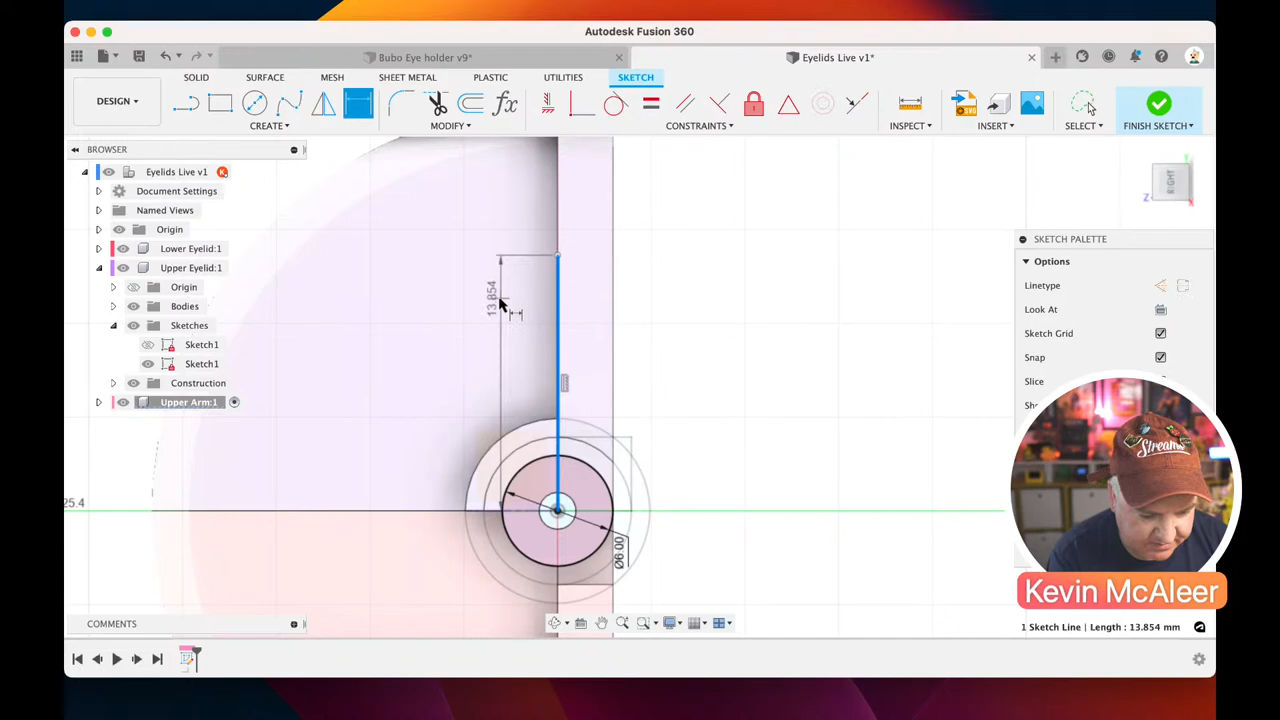 Autodesk Fusion 360
Bubo Eye holder v9*
Eyelids Live v1*
DESIGN
SOLID
SURFACE
MESH
SHEET METAL
PLASTIC
UTILITIES
SKETCH
CREATE
MODIFY
CONSTRAINTS
INSPECT
INSERT
SELECT
FINISH SKETCH
BROWSER
Eyelids Live v1
Document Settings
Named Views
Origin
Lower Eyelid:1
Upper Eyelid:1
Origin
Bodies
Sketches
Sketch1
Sketch1
Construction
Upper Arm:1
13.854
25.4
Ø6.00
RIGHT
Z
Y
SKETCH PALETTE
Options
Linetype
Look At
Sketch Grid
Snap
Slice
Streams
Kevin McAleer
COMMENTS
1 Sketch Line | Length : 13.854 mm